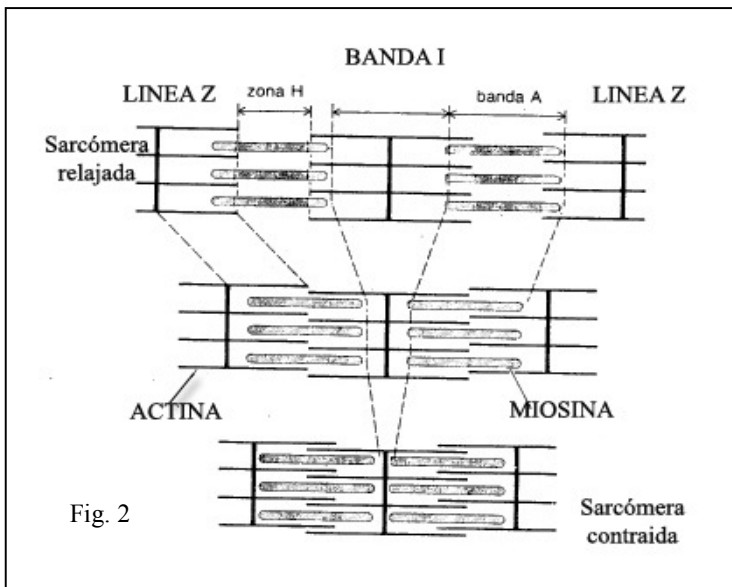 BANDA I
LINEA Z
zona H
banda A
LINEA Z
Sarcómera
relajada
ACTINA
MIOSINA
Fig. 2
Sarcómera
contraida